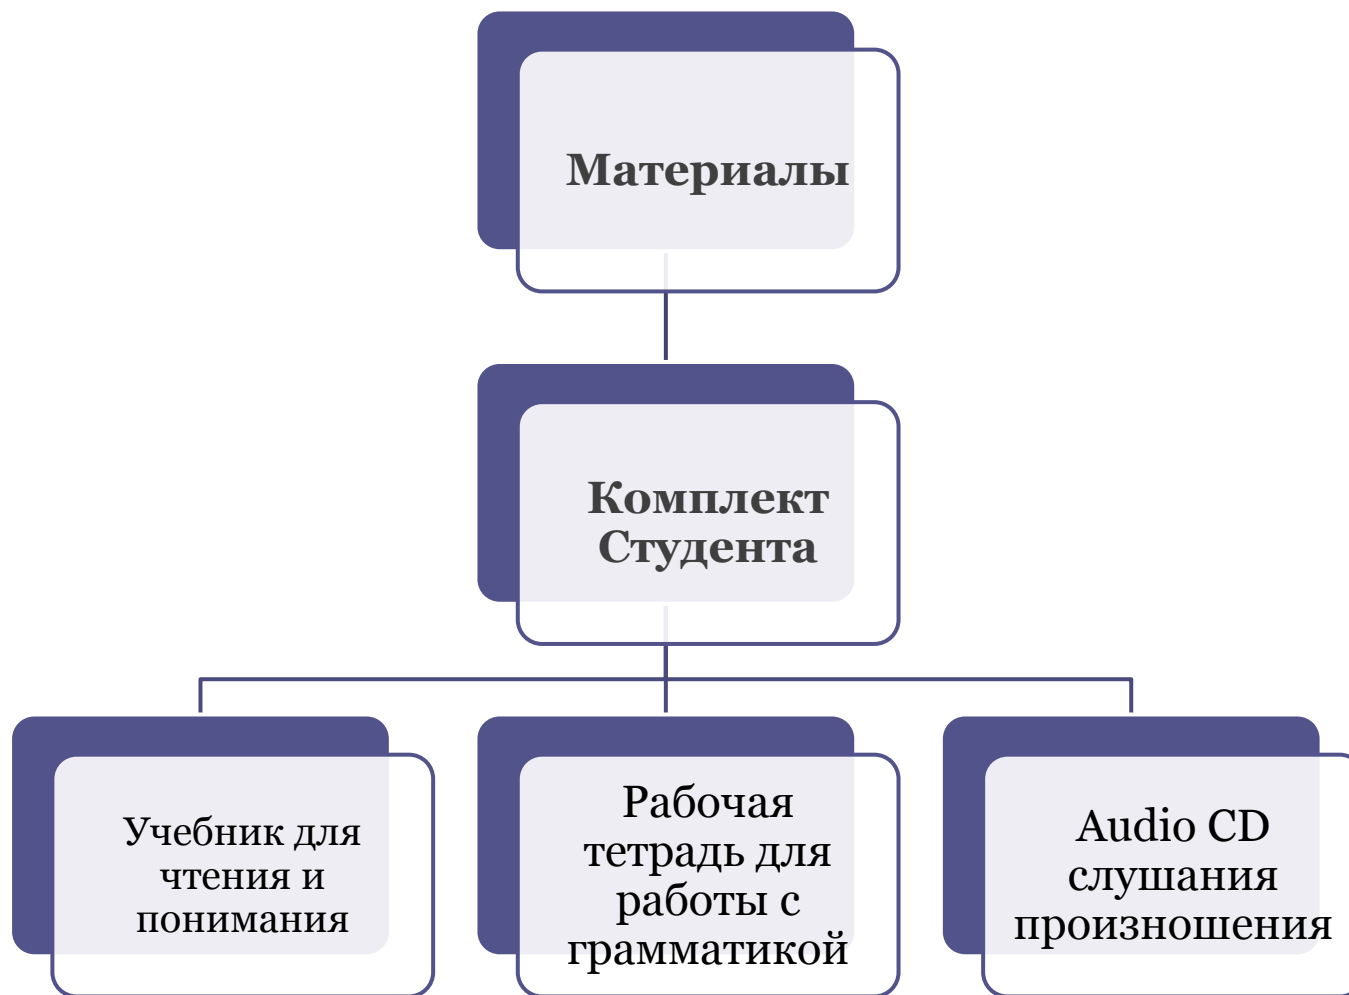 Материалы
Комплект
Студента
Учебник для
чтения и
понимания
Рабочая
тетрадь для
работы с
грамматикой
Audio CD
слушания
произношения